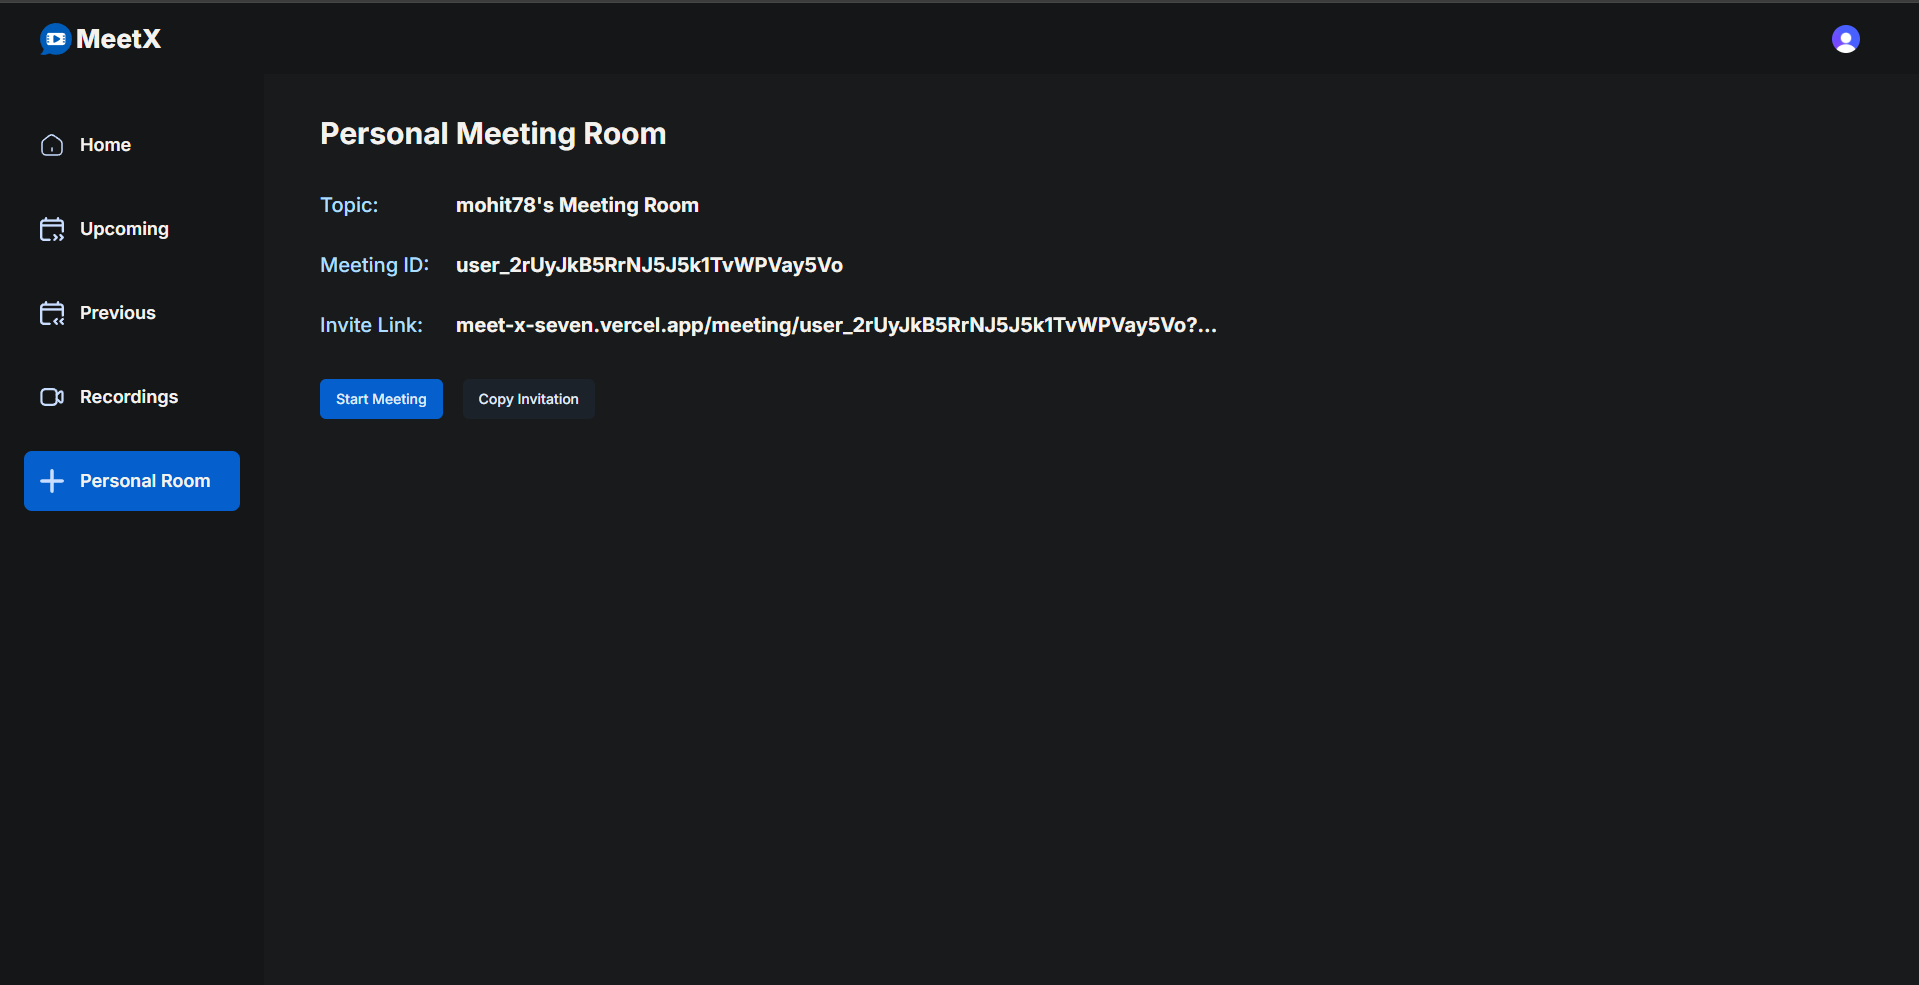 MeetX
Home
Upcoming
Previous
Recordings
Personal Room
Personal Meeting Room
Topic: mohit78's Meeting Room
Meeting ID: user_2rUyJkB5RrNJ5J5k1TvWPVay5Vo
Invite Link: meet-x-seven.vercel.app/meeting/user_2rUyJkB5RrNJ5J5k1TvWPVay5Vo?...
Start Meeting Copy Invitation